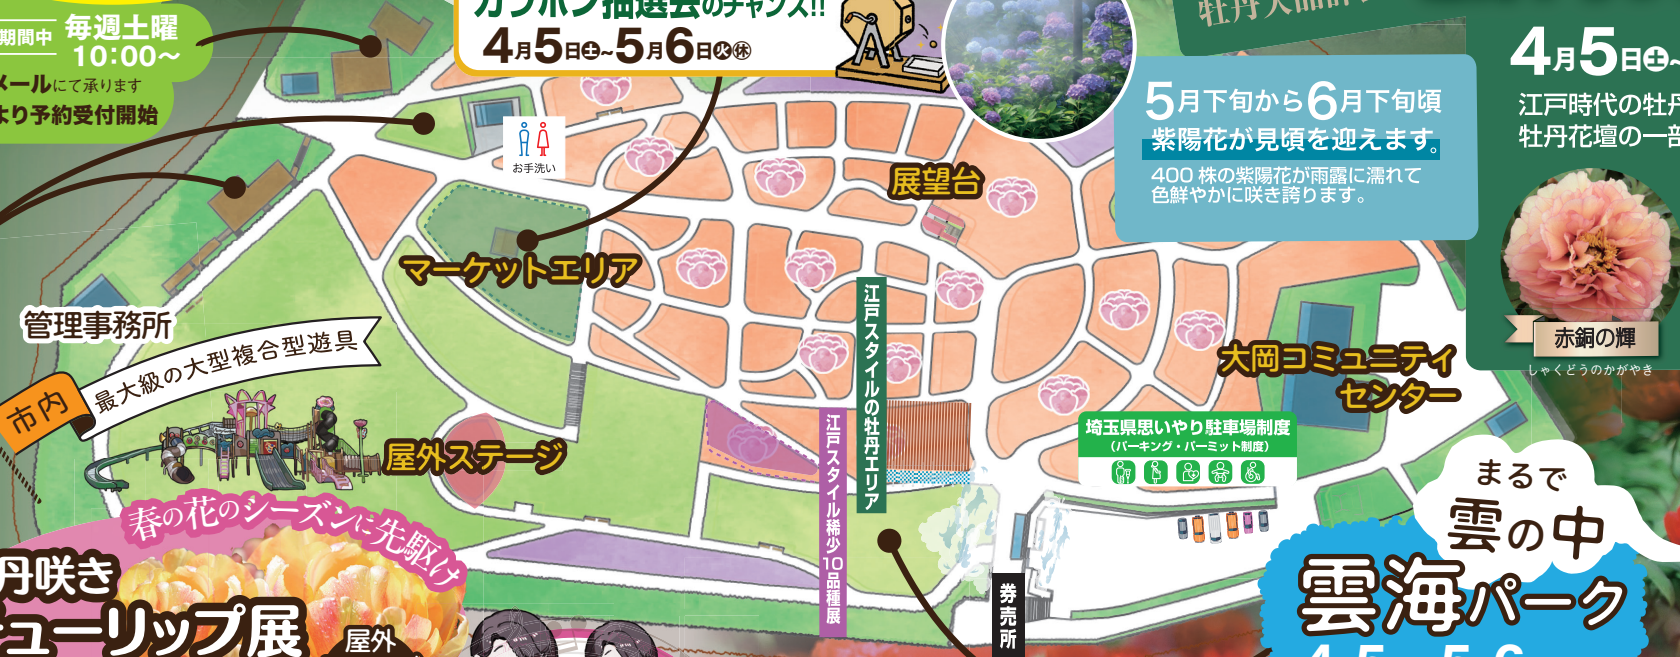 期間中
毎週土曜
10:00〜
メールにて承ります
より予約受付開始
ガラポン抽選会のチャンス!!
4月5日土~5月6日火休
お手洗い
展望台
5月下旬から6月下旬頃
紫陽花が見頃を迎えます。
400 株の紫陽花が雨露に濡れて
色鮮やかに咲き誇ります。
4月5日土~
江戸時代の牡丹
牡丹花壇の一部
赤銅の輝
しゃくどうのかがやき
マーケットエリア
管理事務所
市内
最大級の大型複合型遊具
屋外ステージ
江戸スタイルの牡丹エリア
江戸スタイル稀少10品種展
大岡コミュニティ
センター
埼玉県思いやり駐車場制度
(パーキング・パーミット制度)
券売所
春の花のシーズンに先駆け
丹咲き
チューリップ展
屋外
まるで
雲の中
雲海パーク